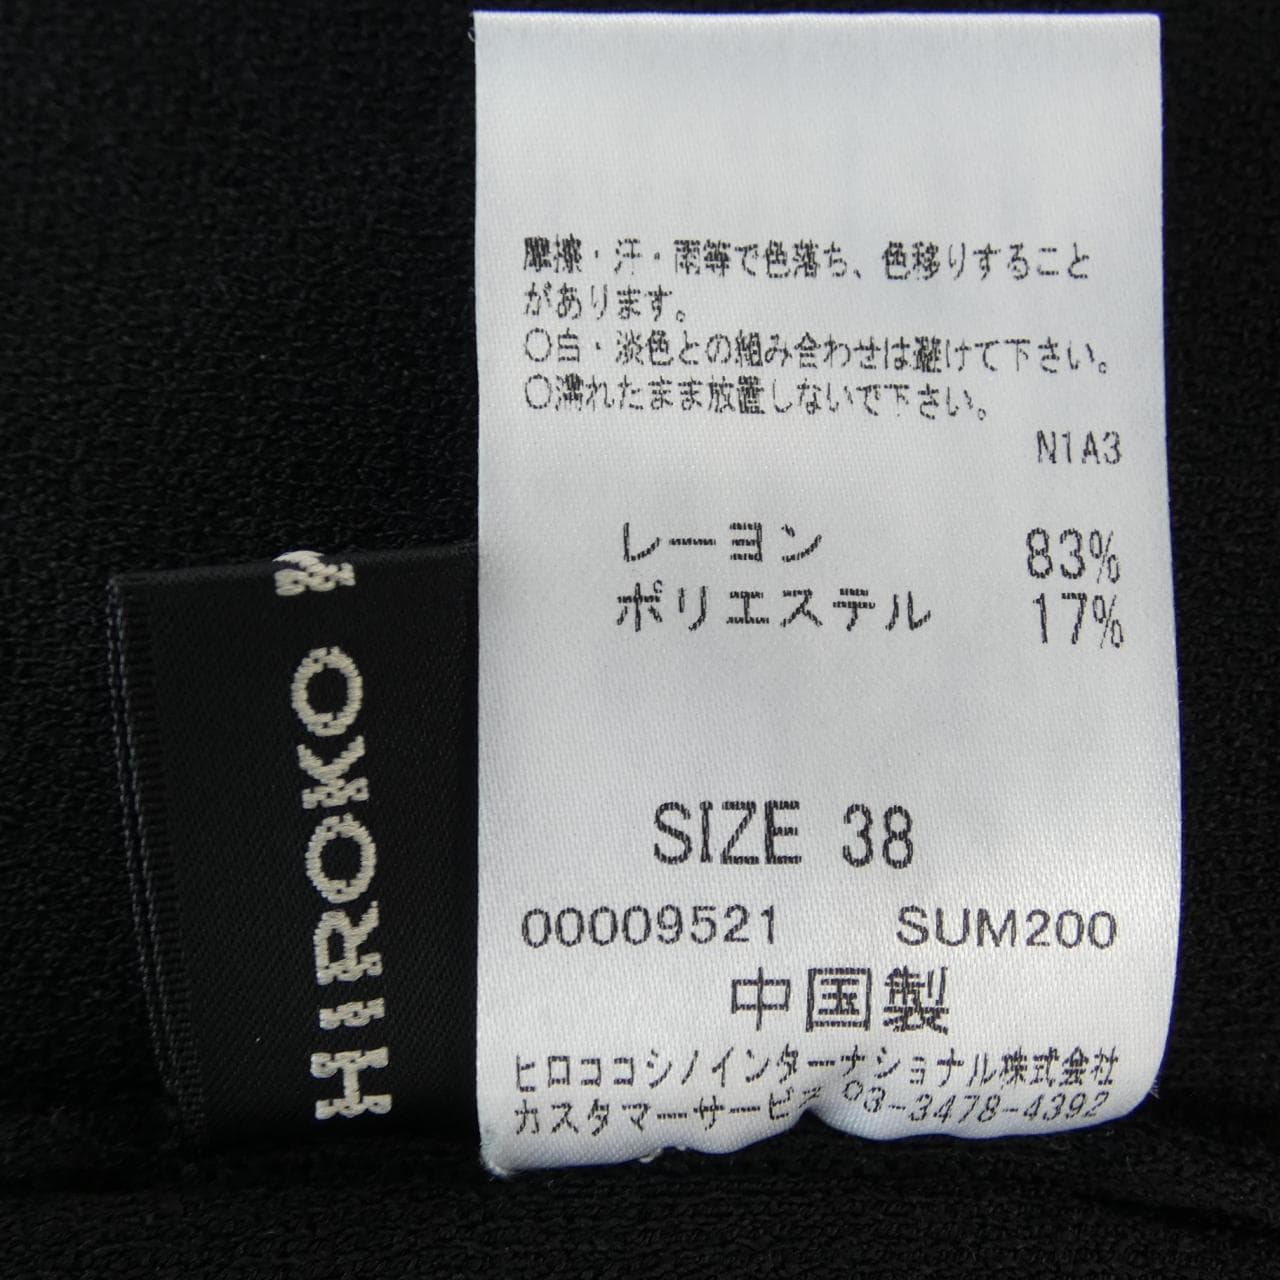 摩擦・汗・雨等で色落ち、色移りすること
があります。
○白・淡色との組み合わせは避けて下さい。
○濡れたまま放置しないで下さい。
N1A3
レーヨン 83%
ポリエステル 17%
SIZE 38
00009521 SUM200
中国製
ヒロココシノインターナショナル株式会社
カスタマーサービス 03-3478-4392
HIROKO